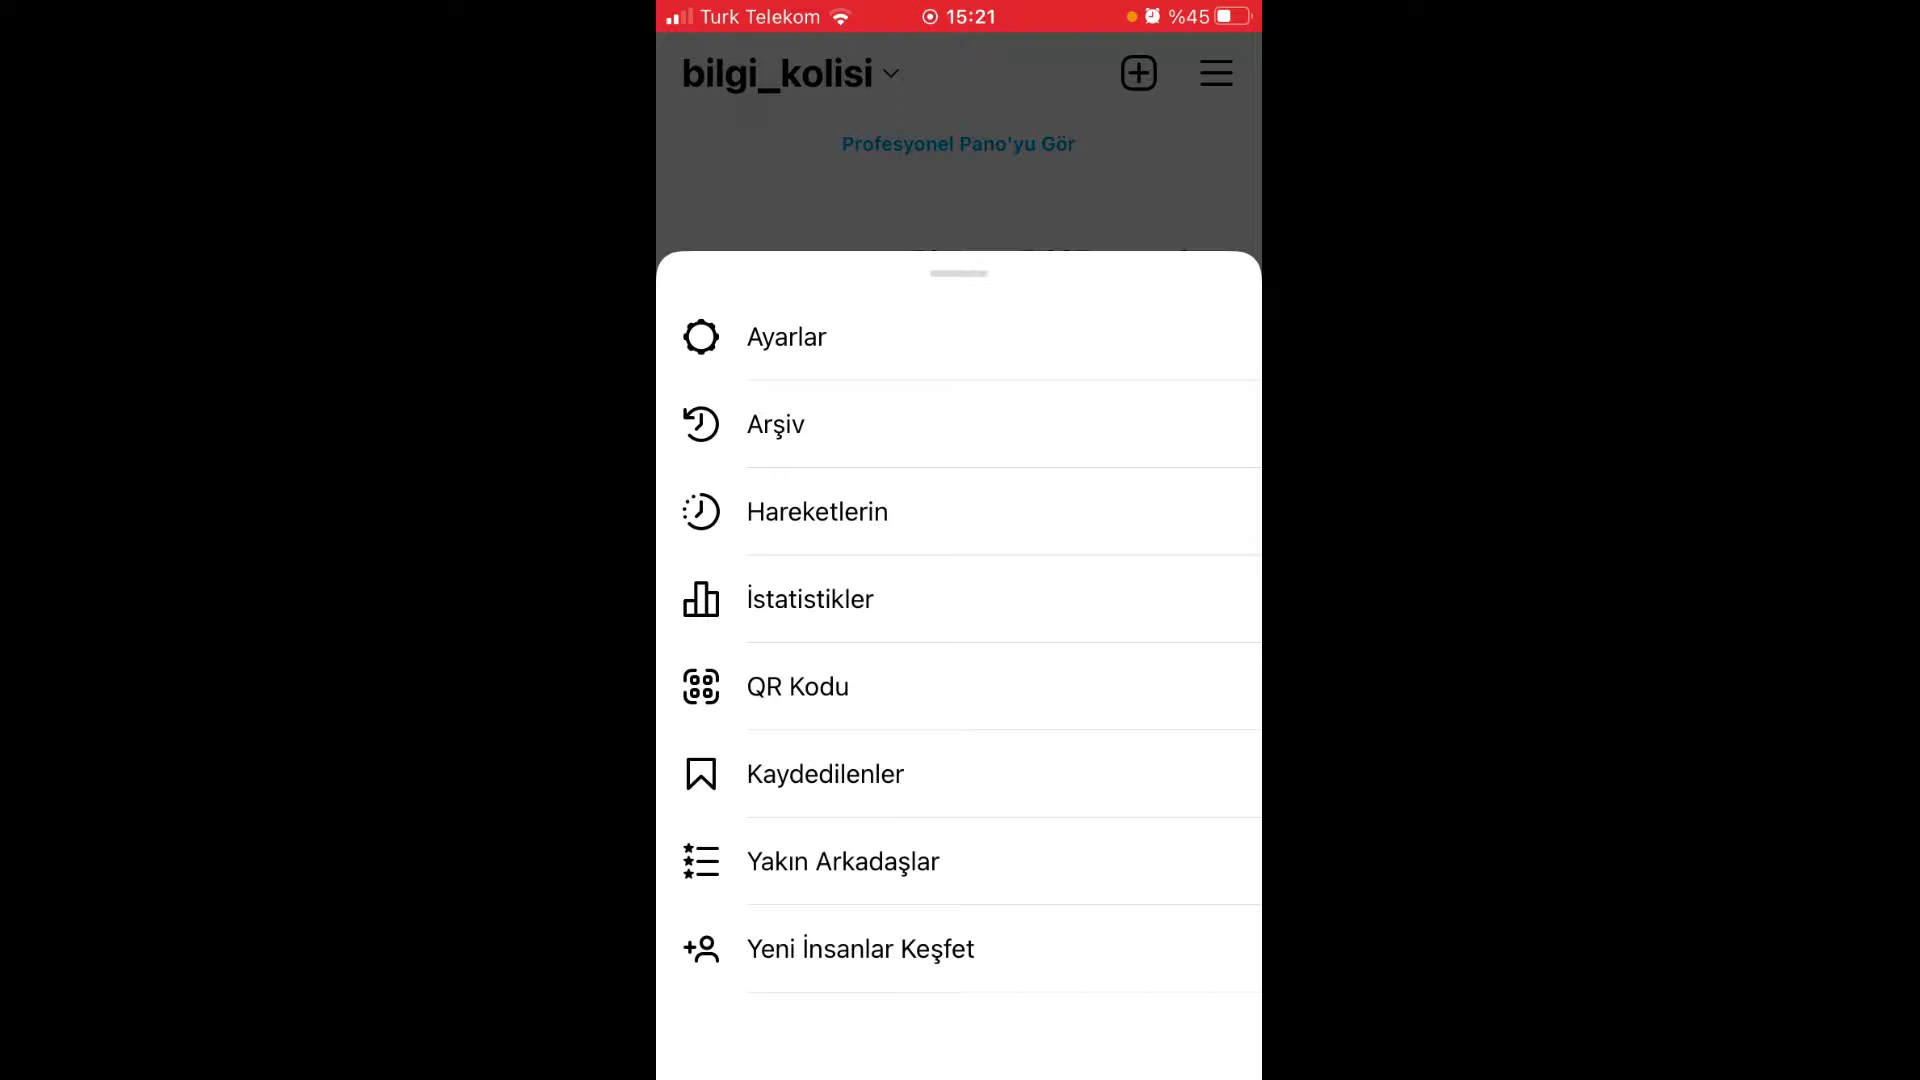 Turk Telekom 15:21 %45
bilgi_kolisi
Profesyonel Pano'yu Gör
Ayarlar
Arşiv
Hareketlerin
İstatistikler
QR Kodu
Kaydedilenler
Yakın Arkadaşlar
Yeni İnsanlar Keşfet